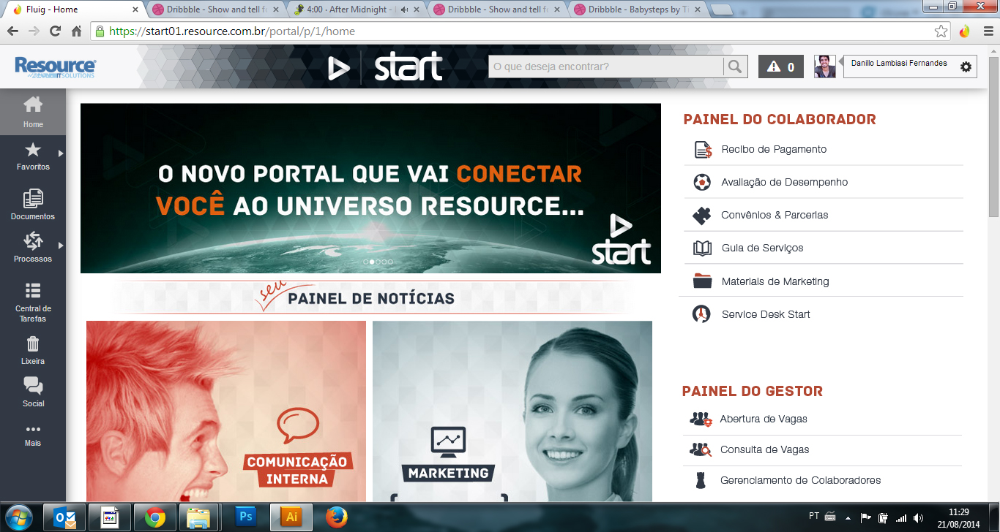 Fluig - Home
Dribbble - Show and tell f
4:00 · After Midnight -
Dribbble - Show and tell f
Dribbble - Babysteps by T
https://start01.resource.com.br/portal/p/1/home
Resource
IT SOLUTIONS
start
O que deseja encontrar?
0
Danillo Lambiasi Fernandes
Home
Favoritos
Documentos
Processos
Central de
Tarefas
Lixeira
Social
Mais
O NOVO PORTAL QUE VAI CONECTAR
VOCÊ AO UNIVERSO RESOURCE...
start
seu
PAINEL DE NOTÍCIAS
COMUNICAÇÃO
INTERNA
MARKETING
PAINEL DO COLABORADOR
Recibo de Pagamento
Avaliação de Desempenho
Convênios & Parcerias
Guia de Serviços
Materiais de Marketing
Service Desk Start
PAINEL DO GESTOR
Abertura de Vagas
Consulta de Vagas
Gerenciamento de Colaboradores
Ps
Ai
PT
11:29
21/08/2014